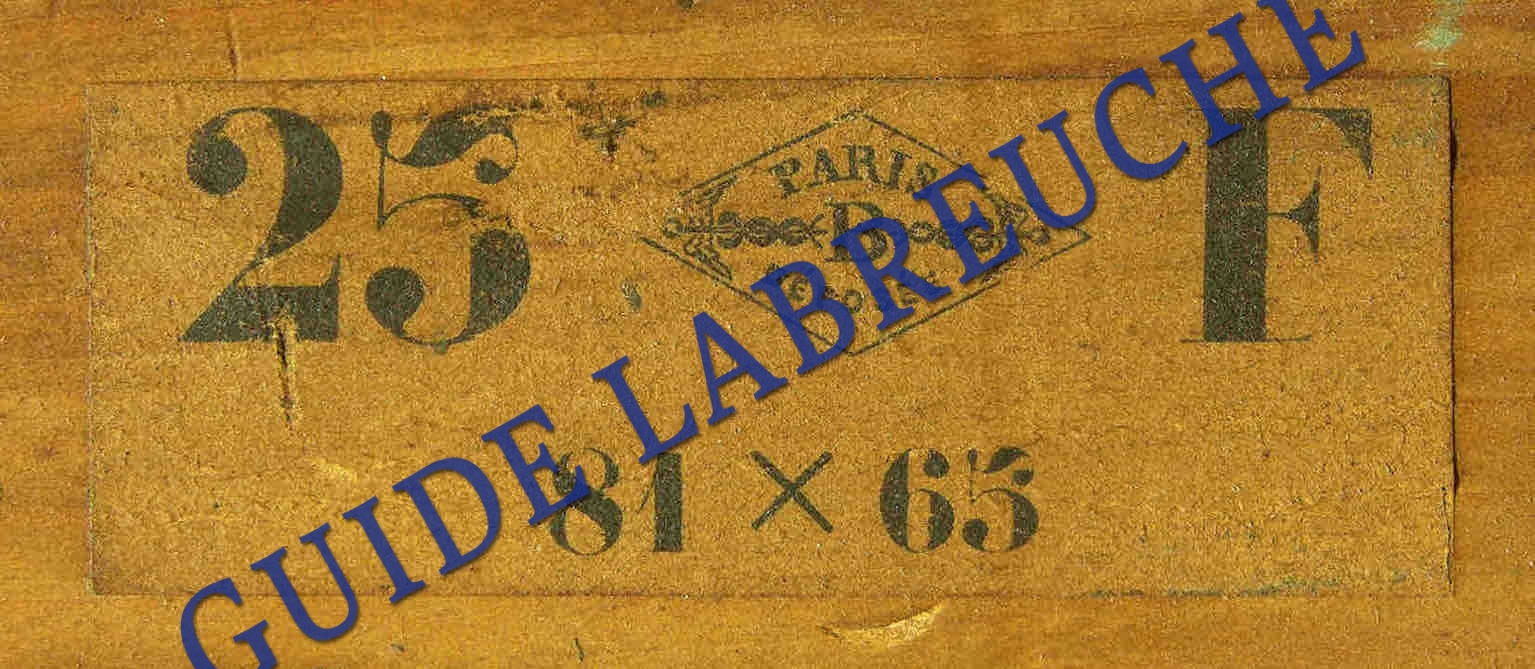 25 F
PARIS
B
81 × 65
GUIDE LABREUCHE